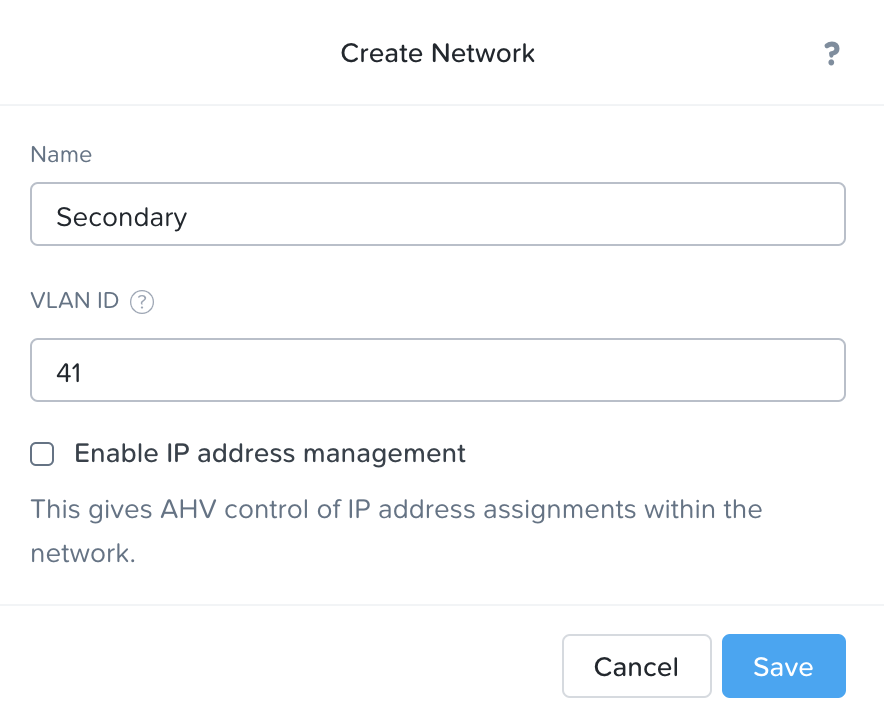 Create Network
?
Name
Secondary
VLAN ID ?
41
Enable IP address management
This gives AHV control of IP address assignments within the
network.
Cancel Save